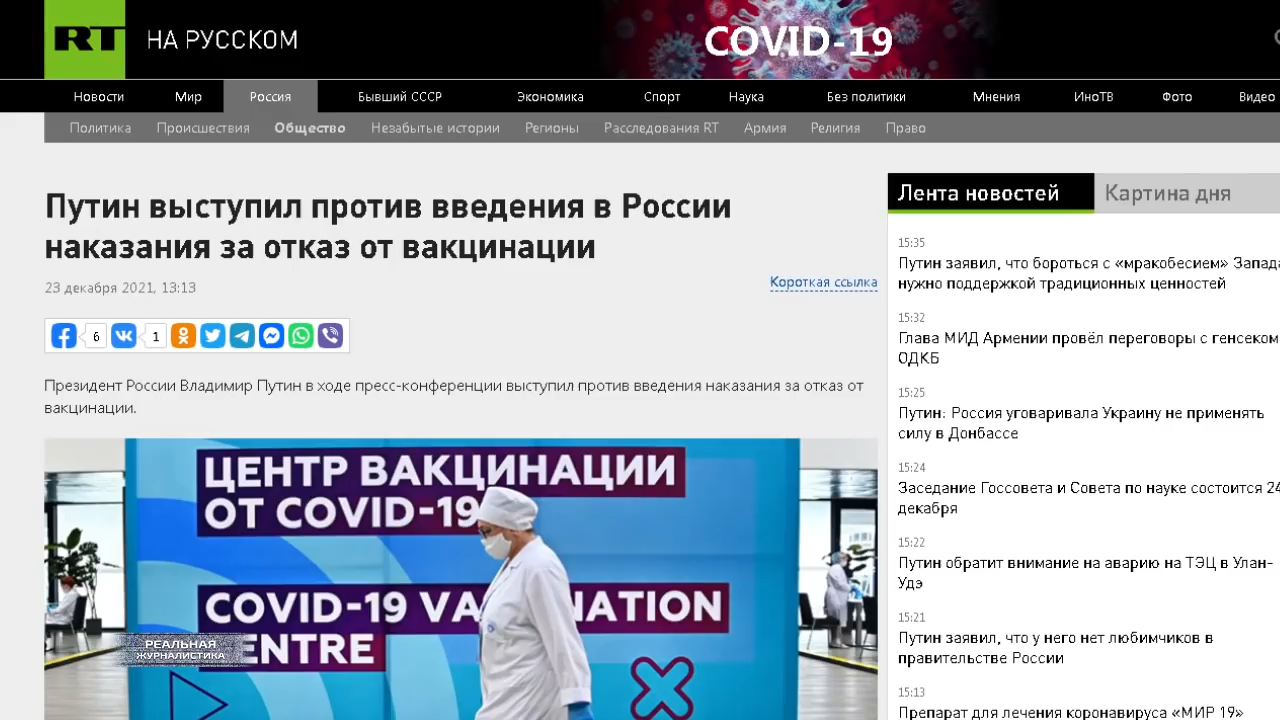 RT НА РУССКОМ
COVID-19
Новости Мир Россия Бывший СССР Экономика Спорт Наука Без политики Мнения ИноТВ Фото Видео
Политика Происшествия Общество Незабытые истории Регионы Расследования RT Армия Религия Право
Путин выступил против введения в России
наказания за отказ от вакцинации
23 декабря 2021, 13:13
Короткая ссылка
6 1
Президент России Владимир Путин в ходе пресс-конференции выступил против введения наказания за отказ от
вакцинации.
ЦЕНТР ВАКЦИНАЦИИ
ОТ COVID-19
COVID-19 VA NATION
ENTRE
РЕАЛЬНАЯ
ЖУРНАЛИСТИКА
Лента новостей Картина дня
15:35
Путин заявил, что бороться с «мракобесием» Запада
нужно поддержкой традиционных ценностей
15:32
Глава МИД Армении провёл переговоры с генсеком
ОДКБ
15:25
Путин: Россия уговаривала Украину не применять
силу в Донбассе
15:24
Заседание Госсовета и Совета по науке состоится 24
декабря
15:22
Путин обратит внимание на аварию на ТЭЦ в Улан-
Удэ
15:21
Путин заявил, что у него нет любимчиков в
правительстве России
15:13
Препарат для лечения коронавируса «МИР 19»